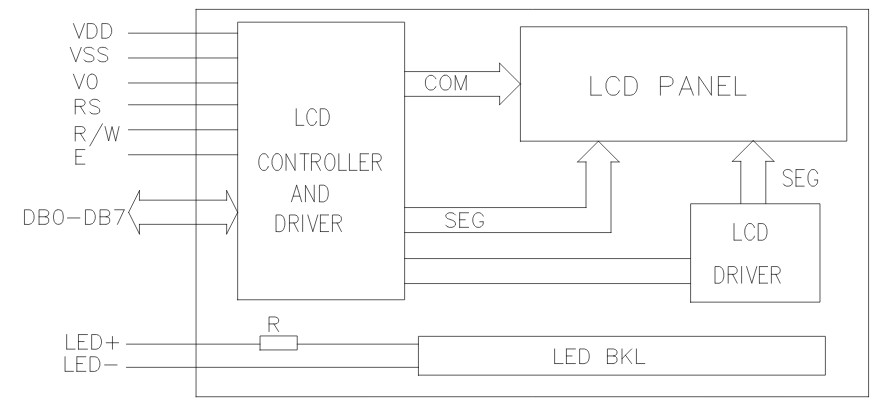 VDD
VSS
V0
RS
R/W
E
DB0-DB7
LCD
CONTROLLER
AND
DRIVER
COM
SEG
LCD PANEL
SEG
LCD
DRIVER
LED+
LED-
R
LED BKL